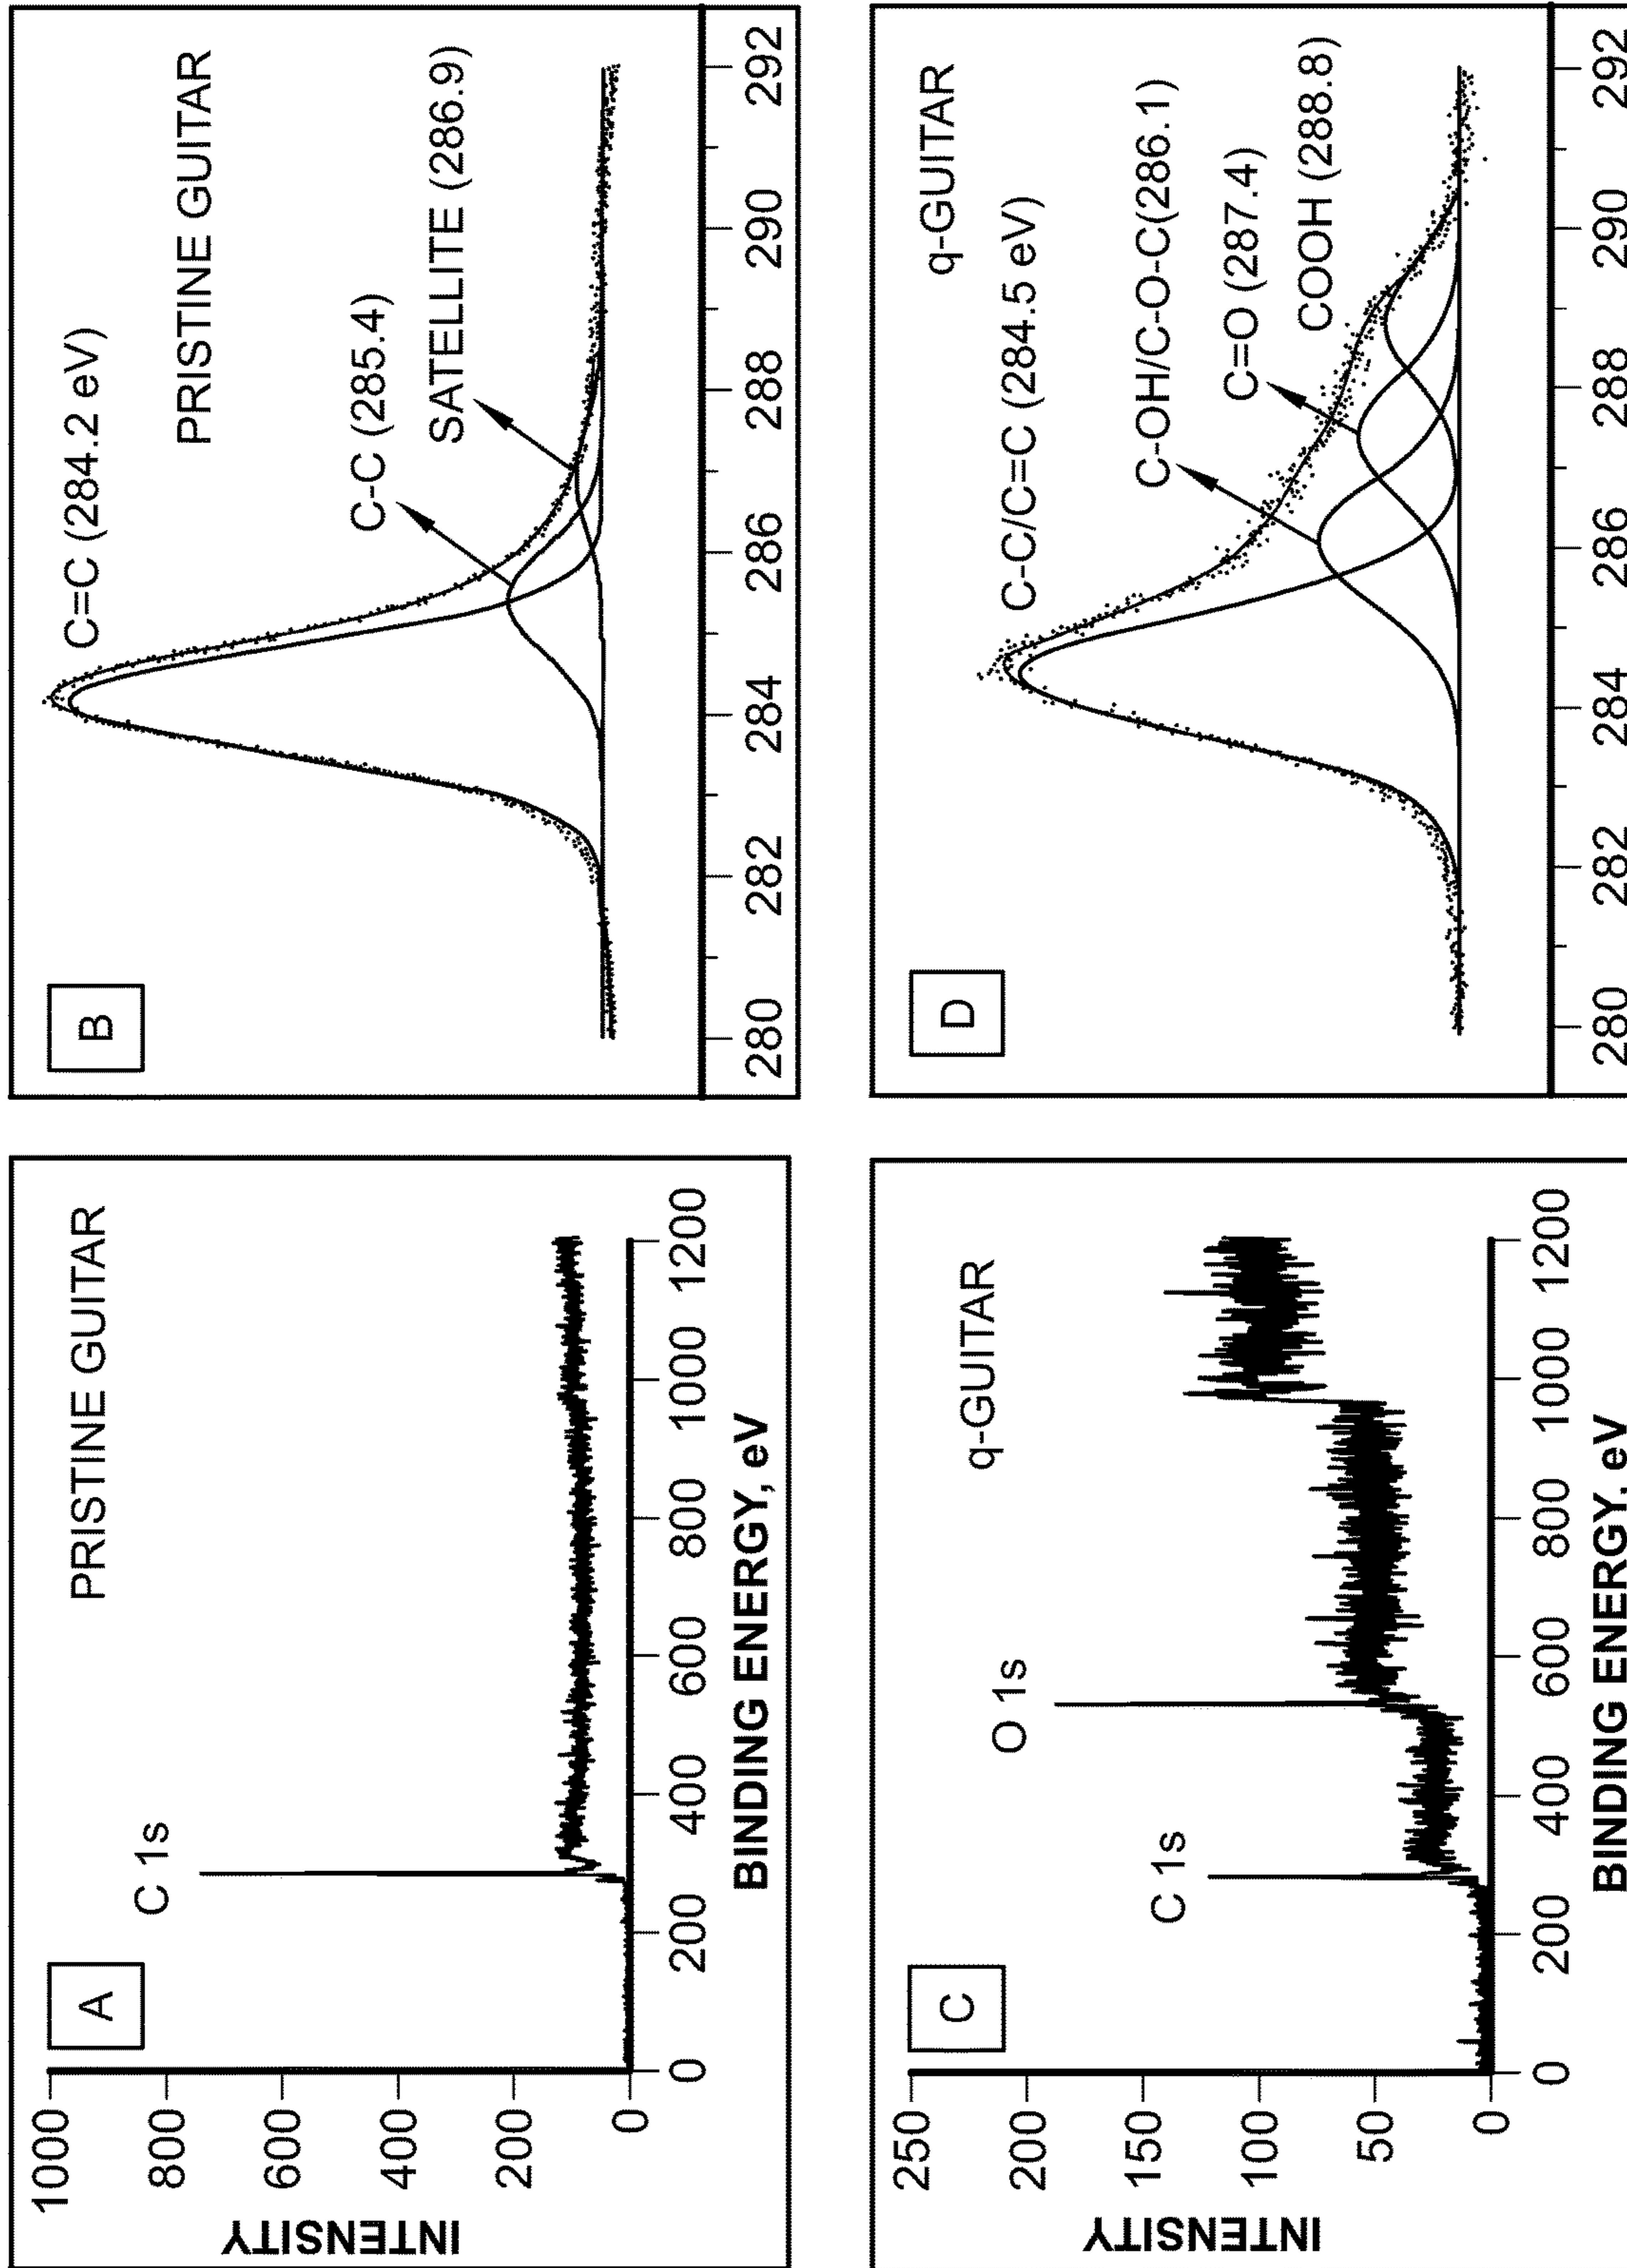 A
PRISTINE GUITAR
C 1s
INTENSITY
1000
800
600
400
200
0
0 200 400 600 800 1000 1200
BINDING ENERGY, eV
B
C=C (284.2 eV)
PRISTINE GUITAR
C-C (285.4)
SATELLITE (286.9)
280 282 284 286 288 290 292
C
q-GUITAR
O 1s
C 1s
INTENSITY
250
200
150
100
50
0
0 200 400 600 800 1000 1200
BINDING ENERGY, eV
D
q-GUITAR
C-C/C=C (284.5 eV)
C-OH/C-O-C(286.1)
C=O (287.4)
COOH (288.8)
280 282 284 286 288 290 292